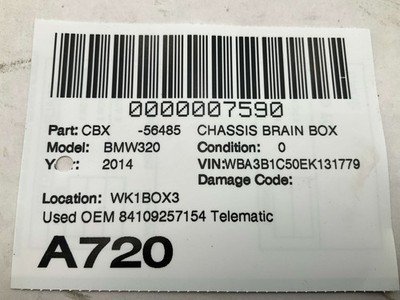 0000007590
Part: CBX -56485 CHASSIS BRAIN BOX
Model: BMW320 Condition: 0
2014 VIN:WBA3B1C50EK131779
Damage Code:
Location: WK1BOX3
Used OEM 84109257154 Telematic
A720